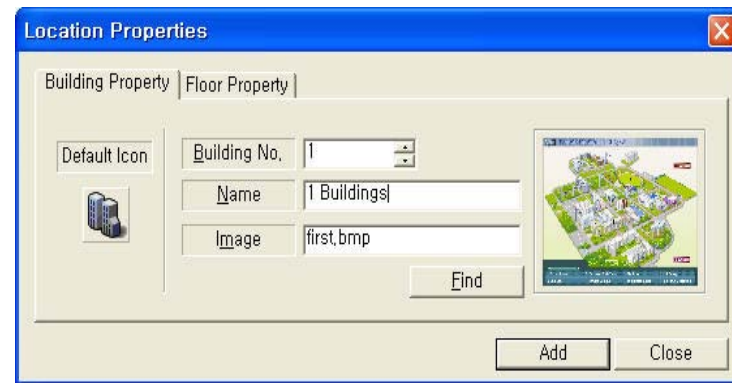 Location Properties
Building Property Floor Property
Default Icon
Building No, 1
Name 1 Buildings
Image first,bmp
Find
Add Close